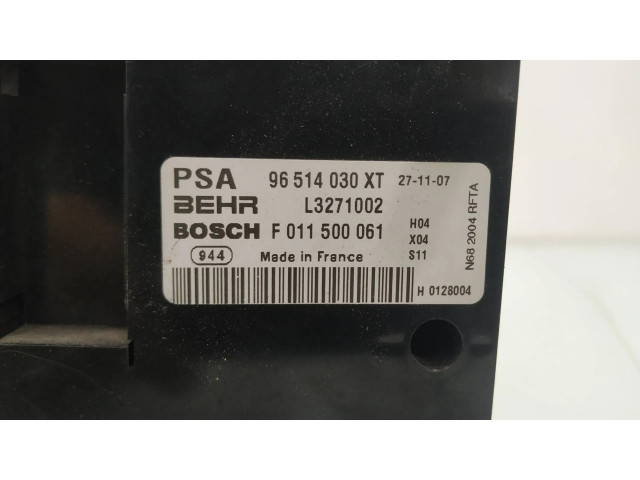 PSA 96 514 030 XT 27-11-07
BEHR L3271002
BOSCH F 011 500 061
H04
X04
S11
944 Made in France
H 0128004
N68 2004 RFTA